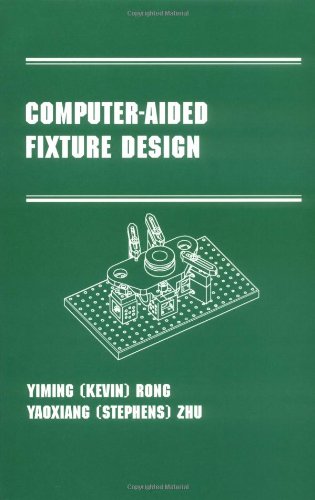 COMPUTER-AIDED
FIXTURE DESIGN
YIMING (KEVIN) RONG
YAOXIANG (STEPHENS) ZHU